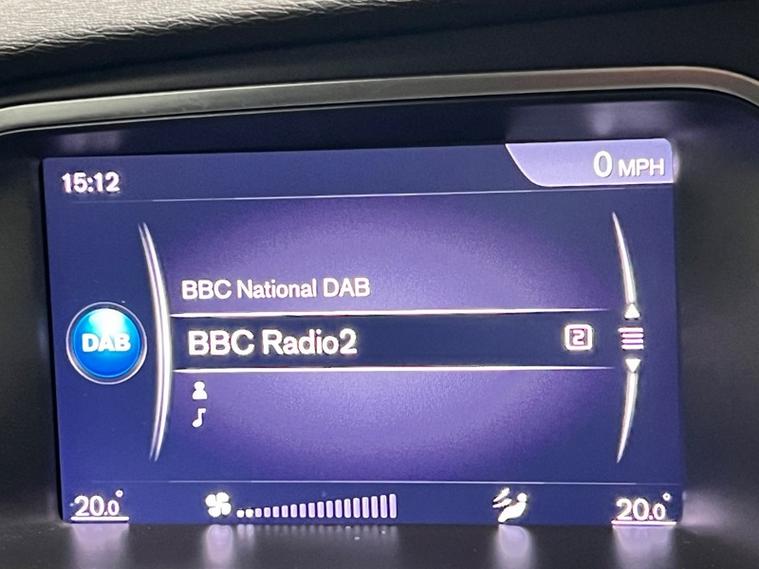 15:12
0 MPH
BBC National DAB
DAB
BBC Radio2
2
20.0°
20.0°